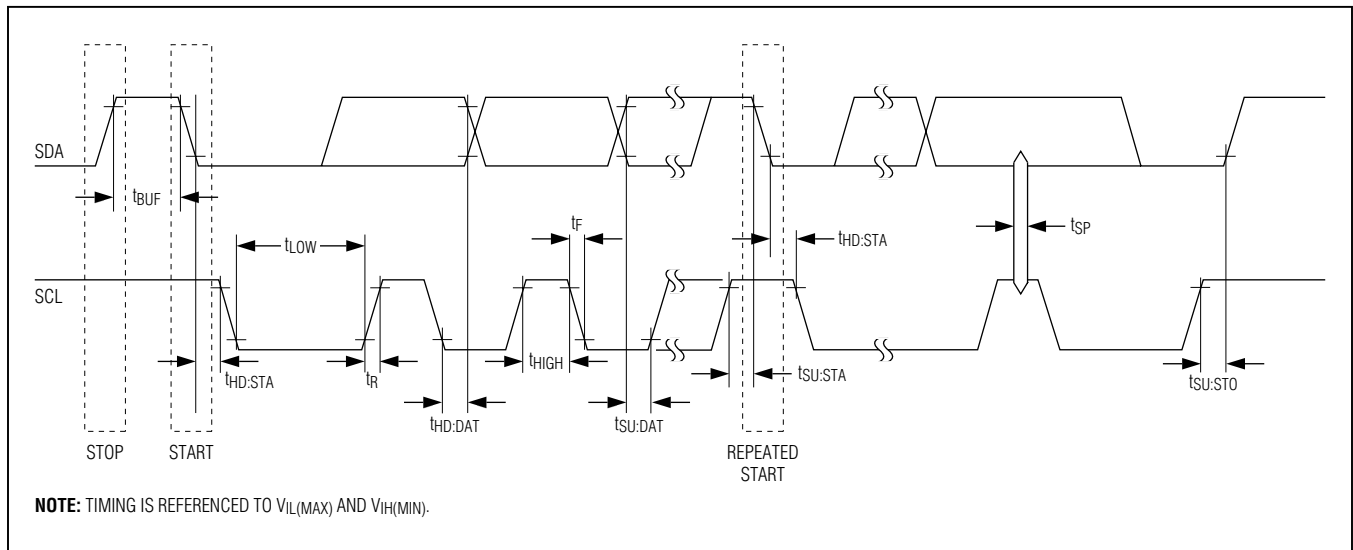 SDA
tBUF
tF
tLOW
tHD:STA
tSP
SCL
tHD:STA
tR
tHIGH
tSU:STA
tSU:STO
tHD:DAT
tSU:DAT
STOP
START
REPEATED
START
NOTE: TIMING IS REFERENCED TO VIL(MAX) AND VIH(MIN).